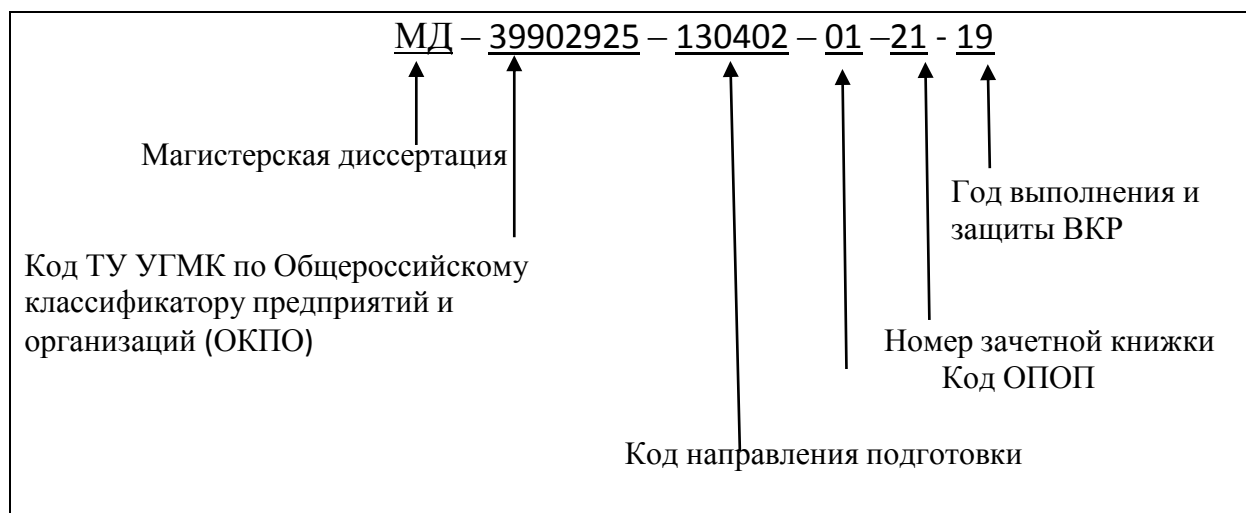 МД – 39902925 – 130402 – 01 –21 - 19
Магистерская диссертация
Год выполнения и
защиты ВКР
Код ТУ УГМК по Общероссийскому
классификатору предприятий и
организаций (ОКПО)
Номер зачетной книжки
Код ОПОП
Код направления подготовки